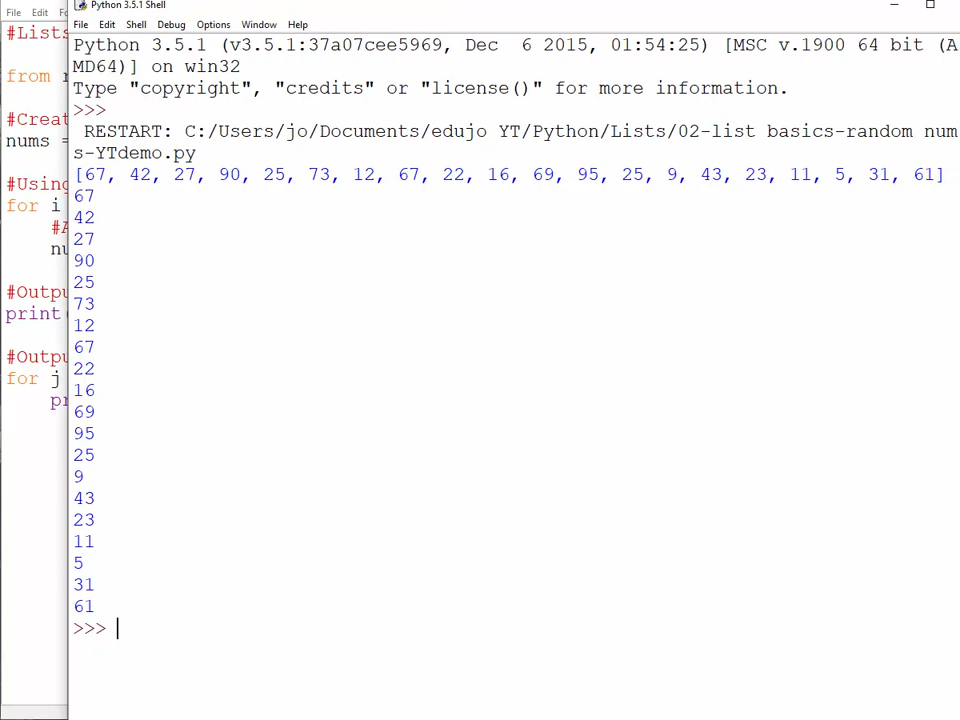 Python 3.5.1 Shell
File Edit Shell Debug Options Window Help
Python 3.5.1 (v3.5.1:37a07cee5969, Dec  6 2015, 01:54:25) [MSC v.1900 64 bit (A
MD64)] on win32
Type "copyright", "credits" or "license()" for more information.
>>>
RESTART: C:/Users/jo/Documents/edujo YT/Python/Lists/02-list basics-random num
s-YTdemo.py
[67, 42, 27, 90, 25, 73, 12, 67, 22, 16, 69, 95, 25, 9, 43, 23, 11, 5, 31, 61]
67
42
27
90
25
73
12
67
22
16
69
95
25
9
43
23
11
5
31
61
>>>
File Edit
#Lists
from
#Creat
nums =
#Using
for i
#A
nu
#Outpu
print
#Outpu
for j
pr